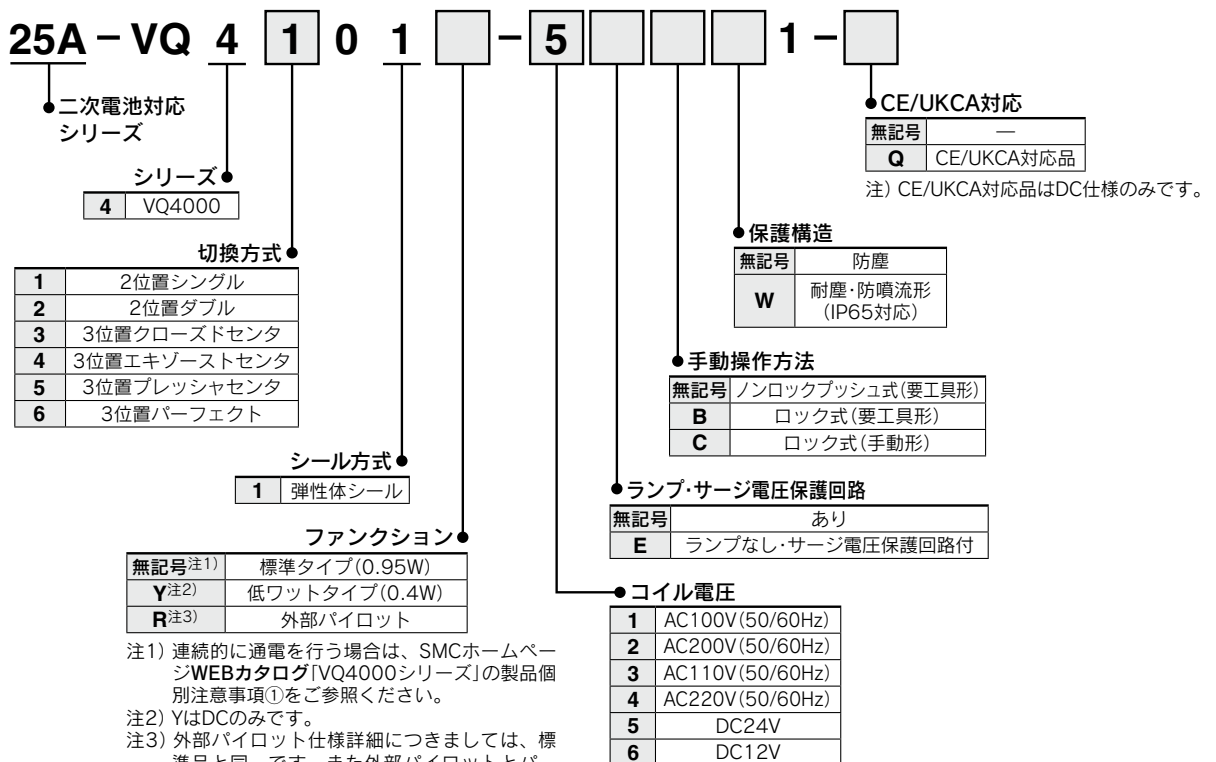 25A－VQ 4 1 0 1 －5 1－
二次電池対応
シリーズ
シリーズ
4 VQ4000
切換方式
1 2位置シングル
2 2位置ダブル
3 3位置クローズドセンタ
4 3位置エキゾーストセンタ
5 3位置プレッシャセンタ
6 3位置パーフェクト
シール方式
1 弾性体シール
ファンクション
無記号注1) 標準タイプ(0.95W)
Y注2) 低ワットタイプ(0.4W)
R注3) 外部パイロット
注1) 連続的に通電を行う場合は、SMCホームペー
ジWEBカタログ「VQ4000シリーズ」の製品個
別注意事項①をご参照ください。
注2) YはDCのみです。
注3) 外部パイロット仕様詳細につきましては、標
CE/UKCA対応
無記号 ―
Q CE/UKCA対応品
注) CE/UKCA対応品はDC仕様のみです。
保護構造
無記号 防塵
W 耐塵･防噴流形
(IP65対応)
手動操作方法
無記号 ノンロックプッシュ式(要工具形)
B ロック式(要工具形)
C ロック式(手動形)
ランプ･サージ電圧保護回路
無記号 あり
E ランプなし･サージ電圧保護回路付
コイル電圧
1 AC100V(50/60Hz)
2 AC200V(50/60Hz)
3 AC110V(50/60Hz)
4 AC220V(50/60Hz)
5 DC24V
6 DC12V